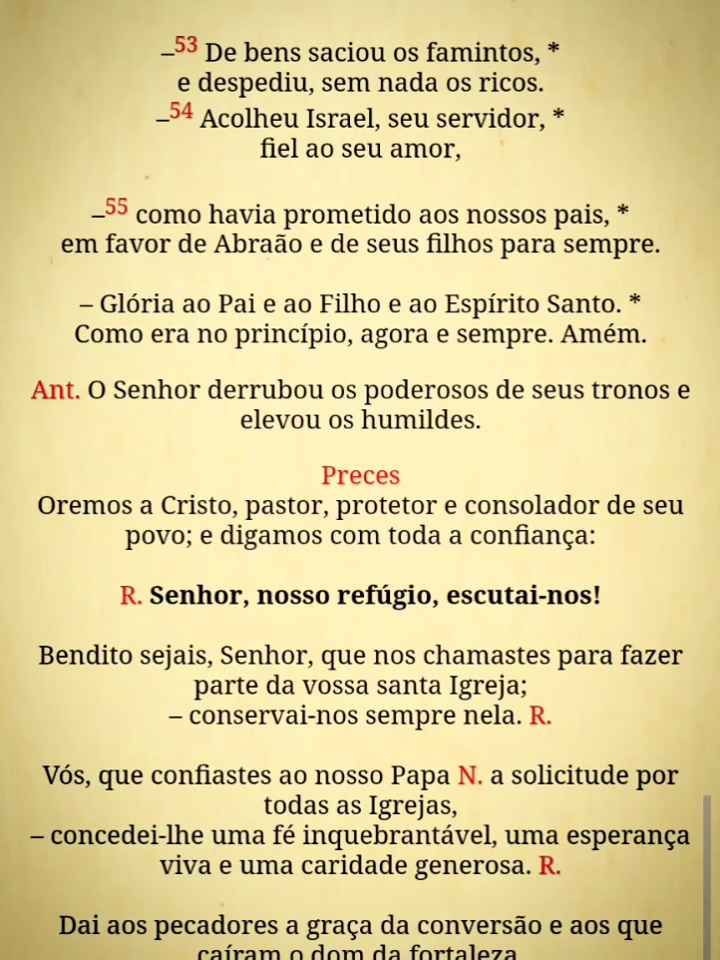 –53 De bens saciou os famintos, *
e despediu, sem nada os ricos.
–54 Acolheu Israel, seu servidor, *
fiel ao seu amor,
–55 como havia prometido aos nossos pais, *
em favor de Abraão e de seus filhos para sempre.
– Glória ao Pai e ao Filho e ao Espírito Santo. *
Como era no princípio, agora e sempre. Amém.
Ant. O Senhor derrubou os poderosos de seus tronos e
elevou os humildes.
Preces
Oremos a Cristo, pastor, protetor e consolador de seu
povo; e digamos com toda a confiança:
R. Senhor, nosso refúgio, escutai-nos!
Bendito sejais, Senhor, que nos chamastes para fazer
parte da vossa santa Igreja;
– conservai-nos sempre nela. R.
Vós, que confiastes ao nosso Papa N. a solicitude por
todas as Igrejas,
– concedei-lhe uma fé inquebrantável, uma esperança
viva e uma caridade generosa. R.
Dai aos pecadores a graça da conversão e aos que
caíram o dom da fortaleza